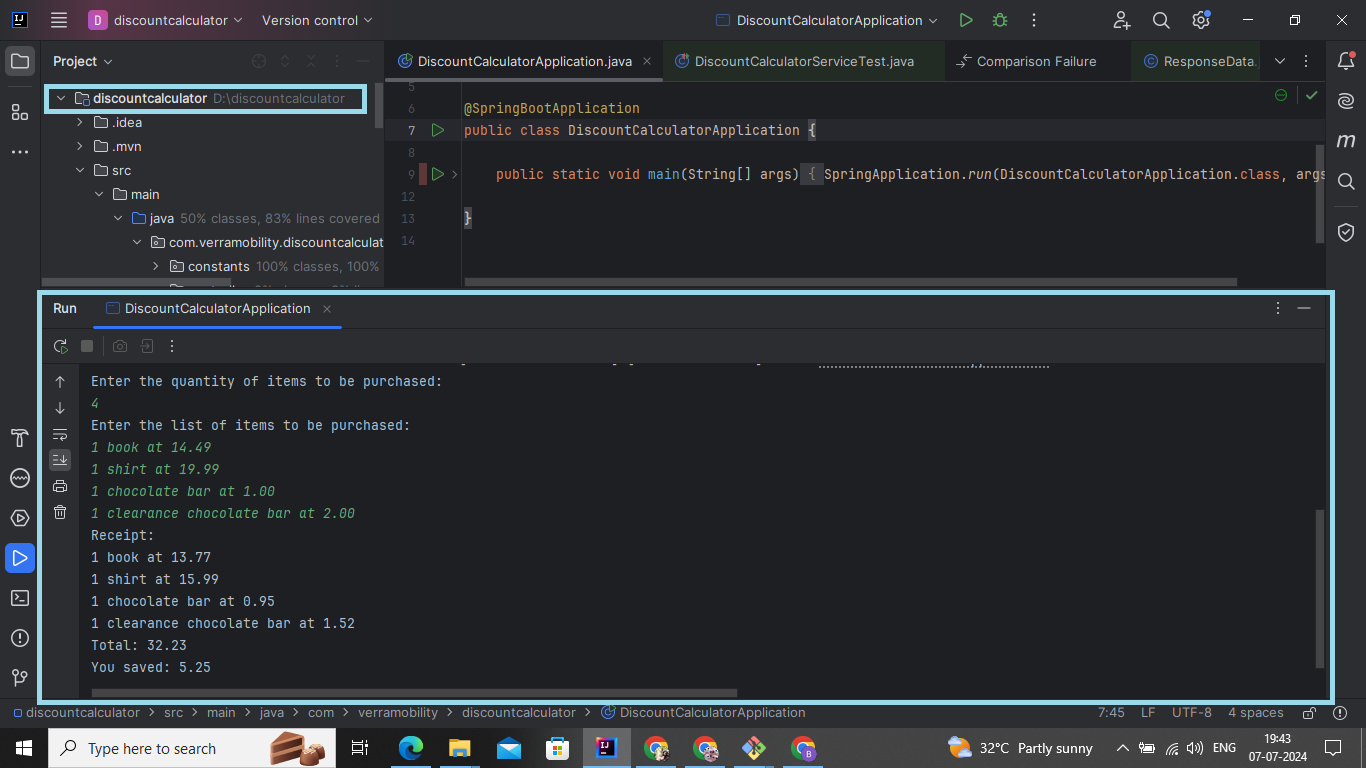 D discountcalculator Version control DiscountCalculatorApplication
Project
DiscountCalculatorApplication.java DiscountCalculatorServiceTest.java Comparison Failure ResponseData.
discountcalculator D:\discountcalculator
.idea
.mvn
src
main
java 50% classes, 83% lines covered
com.verramobility.discountcalculat
constants 100% classes, 100%
5
6 @SpringBootApplication
7 public class DiscountCalculatorApplication {
8
9 public static void main(String[] args) { SpringApplication.run(DiscountCalculatorApplication.class, args
12
13 }
14
Run DiscountCalculatorApplication
Enter the quantity of items to be purchased:
4
Enter the list of items to be purchased:
1 book at 14.49
1 shirt at 19.99
1 chocolate bar at 1.00
1 clearance chocolate bar at 2.00
Receipt:
1 book at 13.77
1 shirt at 15.99
1 chocolate bar at 0.95
1 clearance chocolate bar at 1.52
Total: 32.23
You saved: 5.25
discountcalculator > src > main > java > com > verramobility > discountcalculator > DiscountCalculatorApplication 7:45 LF UTF-8 4 spaces
Type here to search 32°C Partly sunny ENG 19:43
07-07-2024